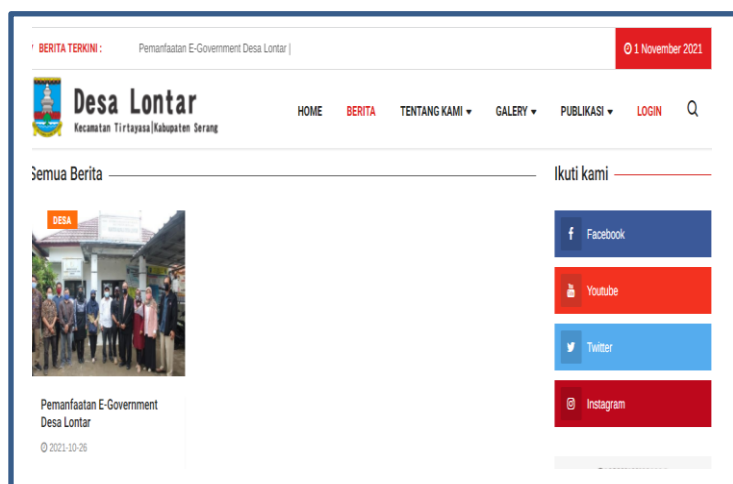 BERITA TERKINI :
Pemanfaatan E-Government Desa Lontar |
1 November 2021
Desa Lontar
Kecamatan Tirtayasa|Kabupaten Serang
HOME
BERITA
TENTANG KAMI
GALERY
PUBLIKASI
LOGIN
Semua Berita
Ikuti kami
DESA
Facebook
Youtube
Twitter
Instagram
Pemanfaatan E-Government
Desa Lontar
2021-10-26